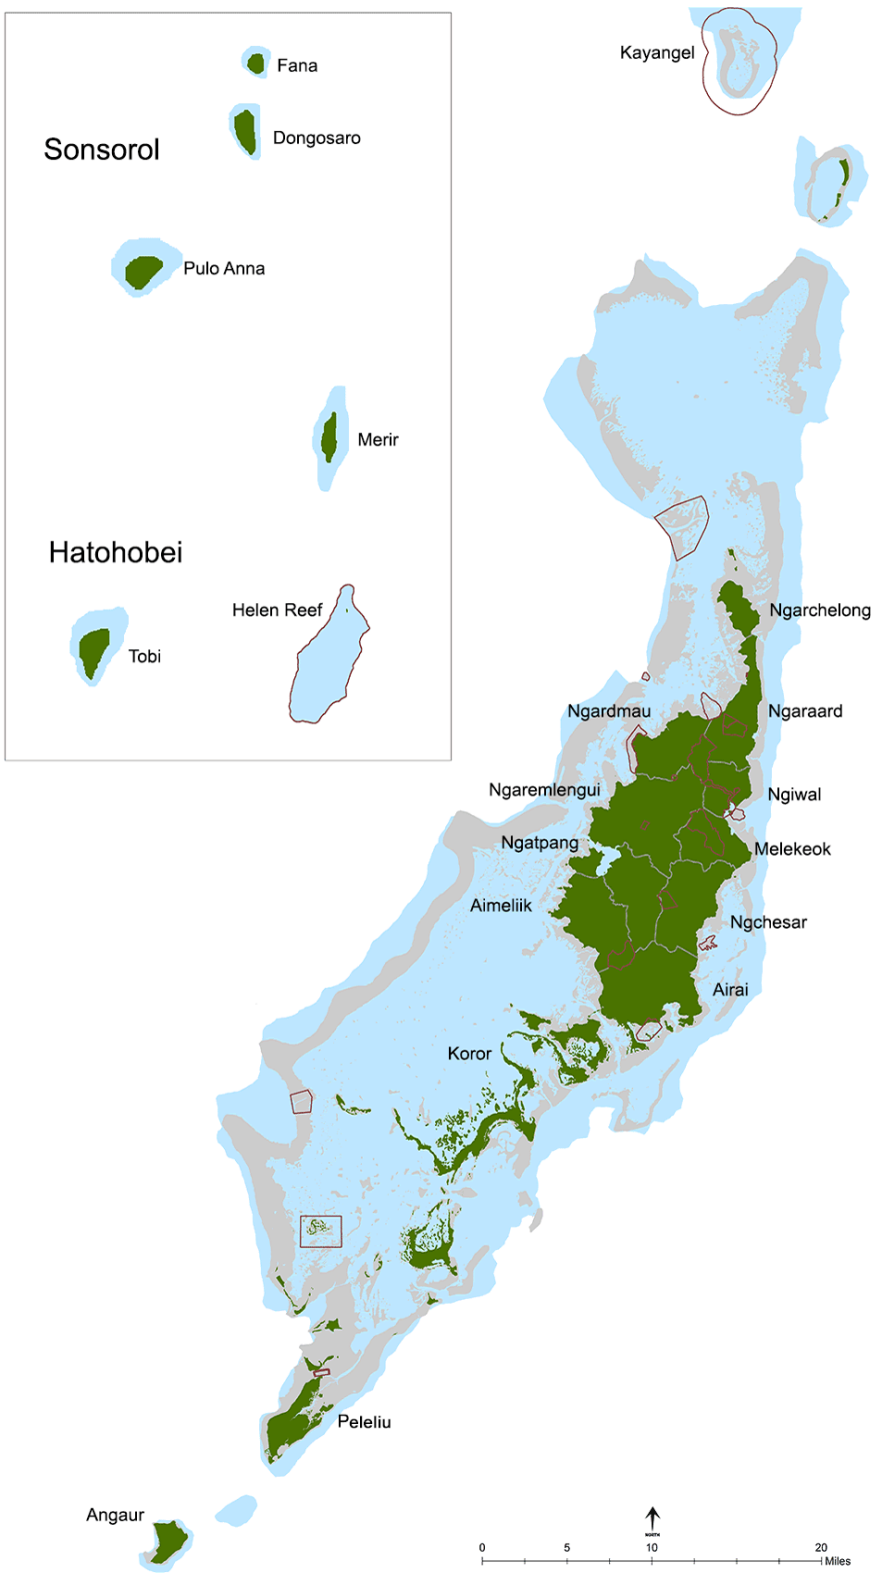 Kayangel
Fana
Dongosaro
Sonsorol
Pulo Anna
Merir
Hatohobei
Helen Reef
Tobi
Ngarchelong
Ngardmau
Ngaraard
Ngaremlengui
Ngiwal
Ngatpang
Melekeok
Aimeliik
Ngchesar
Airai
Koror
Peleliu
Angaur
NORTH
0 5 10 20
Miles